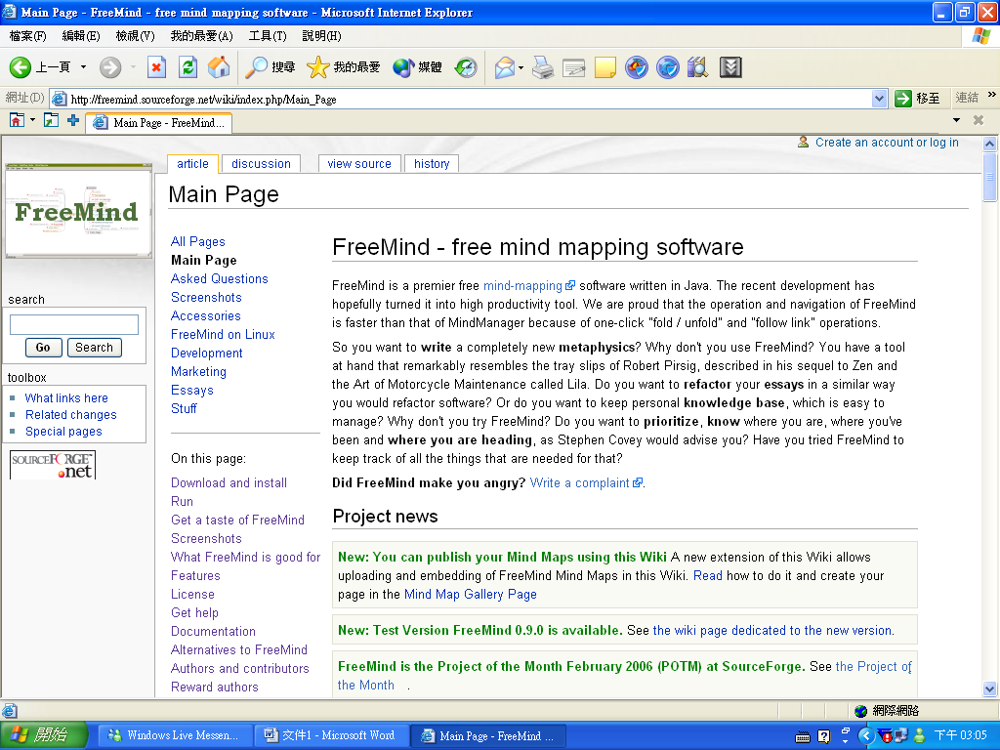 Main Page - FreeMind - free mind mapping software - Microsoft Internet Explorer
檔案(F) 編輯(E) 檢視(V) 我的最愛(A) 工具(T) 說明(H)
上一頁 搜尋 我的最愛 媒體
網址(D) http://freemind.sourceforge.net/wiki/index.php/Main_Page 移至 連結 »
Main Page - FreeMind...
Create an account or log in
article discussion view source history
FreeMind
Main Page
search
Go Search
toolbox
What links here
Related changes
Special pages
SOURCEFORGE™
.net
All Pages
Main Page
Asked Questions
Screenshots
Accessories
FreeMind on Linux
Development
Marketing
Essays
Stuff
On this page:
Download and install
Run
Get a taste of FreeMind
Screenshots
What FreeMind is good for
Features
License
Get help
Documentation
Alternatives to FreeMind
Authors and contributors
Reward authors
FreeMind - free mind mapping software
FreeMind is a premier free mind-mapping software written in Java. The recent development has
hopefully turned it into high productivity tool. We are proud that the operation and navigation of FreeMind
is faster than that of MindManager because of one-click "fold / unfold" and "follow link" operations.
So you want to write a completely new metaphysics? Why don't you use FreeMind? You have a tool
at hand that remarkably resembles the tray slips of Robert Pirsig, described in his sequel to Zen and
the Art of Motorcycle Maintenance called Lila. Do you want to refactor your essays in a similar way
you would refactor software? Or do you want to keep personal knowledge base, which is easy to
manage? Why don't you try FreeMind? Do you want to prioritize, know where you are, where you've
been and where you are heading, as Stephen Covey would advise you? Have you tried FreeMind to
keep track of all the things that are needed for that?
Did FreeMind make you angry? Write a complaint.
Project news
New: You can publish your Mind Maps using this Wiki A new extension of this Wiki allows
uploading and embedding of FreeMind Mind Maps in this Wiki. Read how to do it and create your
page in the Mind Map Gallery Page
New: Test Version FreeMind 0.9.0 is available. See the wiki page dedicated to the new version.
FreeMind is the Project of the Month February 2006 (POTM) at SourceForge. See the Project of
the Month .
網際網路
開始 Windows Live Messen... 文件1 - Microsoft Word Main Page - FreeMind ... 下午 03:05